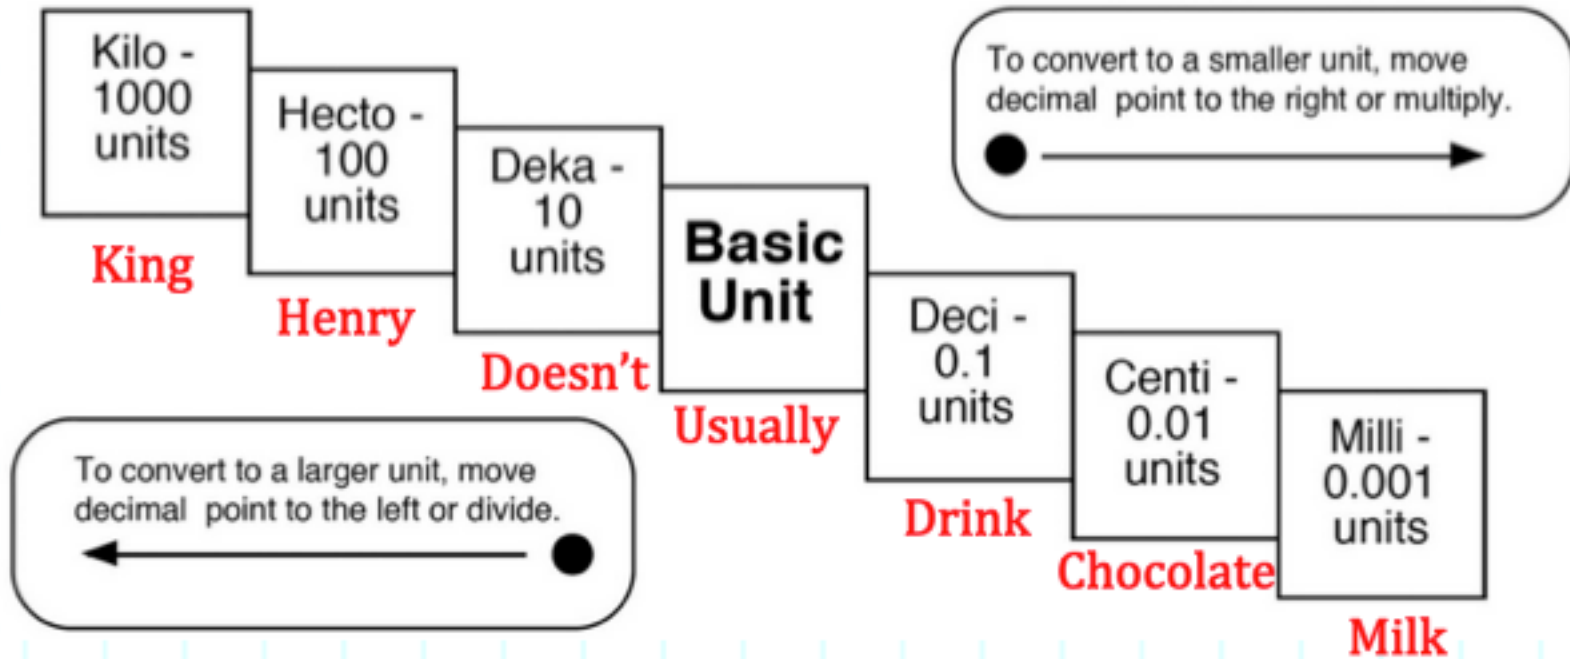 Kilo -
1000
units
King
Hecto -
100
units
Henry
Deka -
10
units
Doesn't
Basic
Unit
Usually
Deci -
0.1
units
Drink
Centi -
0.01
units
Chocolate
Milli -
0.001
units
Milk
To convert to a smaller unit, move
decimal point to the right or multiply.
To convert to a larger unit, move
decimal point to the left or divide.